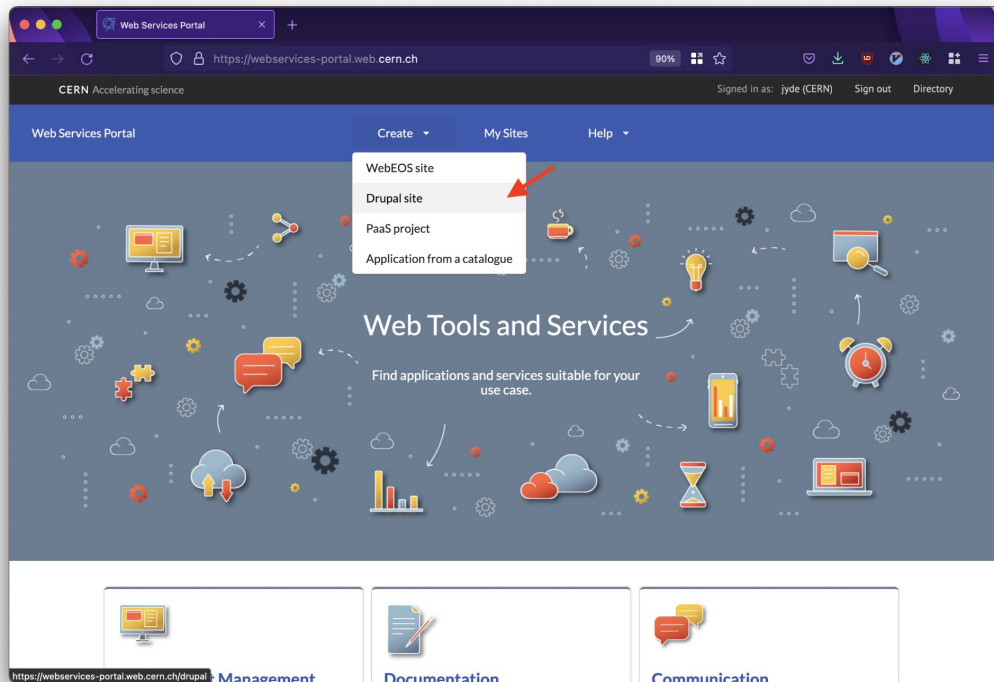 Web Services Portal
https://webservices-portal.web.cern.ch
90%
CERN Accelerating science
Signed in as: jyde (CERN) Sign out Directory
Web Services Portal
Create My Sites Help
WebEOS site
Drupal site
PaaS project
Application from a catalogue
Web Tools and Services
Find applications and services suitable for your
use case.
Management Documentation Communication
https://webservices-portal.web.cern.ch/drupal